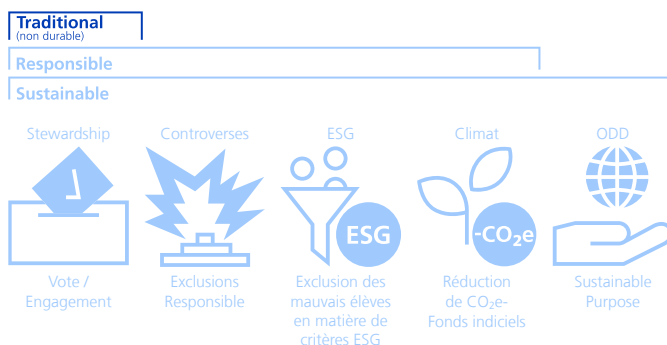 Traditional
(non durable)
Responsible
Sustainable
Stewardship
Controverses
ESG
Climat
ODD
ESG
-CO₂e
Vote /
Engagement
Exclusions
Responsible
Exclusion des
mauvais élèves
en matière de
critères ESG
Réduction
de CO₂e-
Fonds indiciels
Sustainable
Purpose